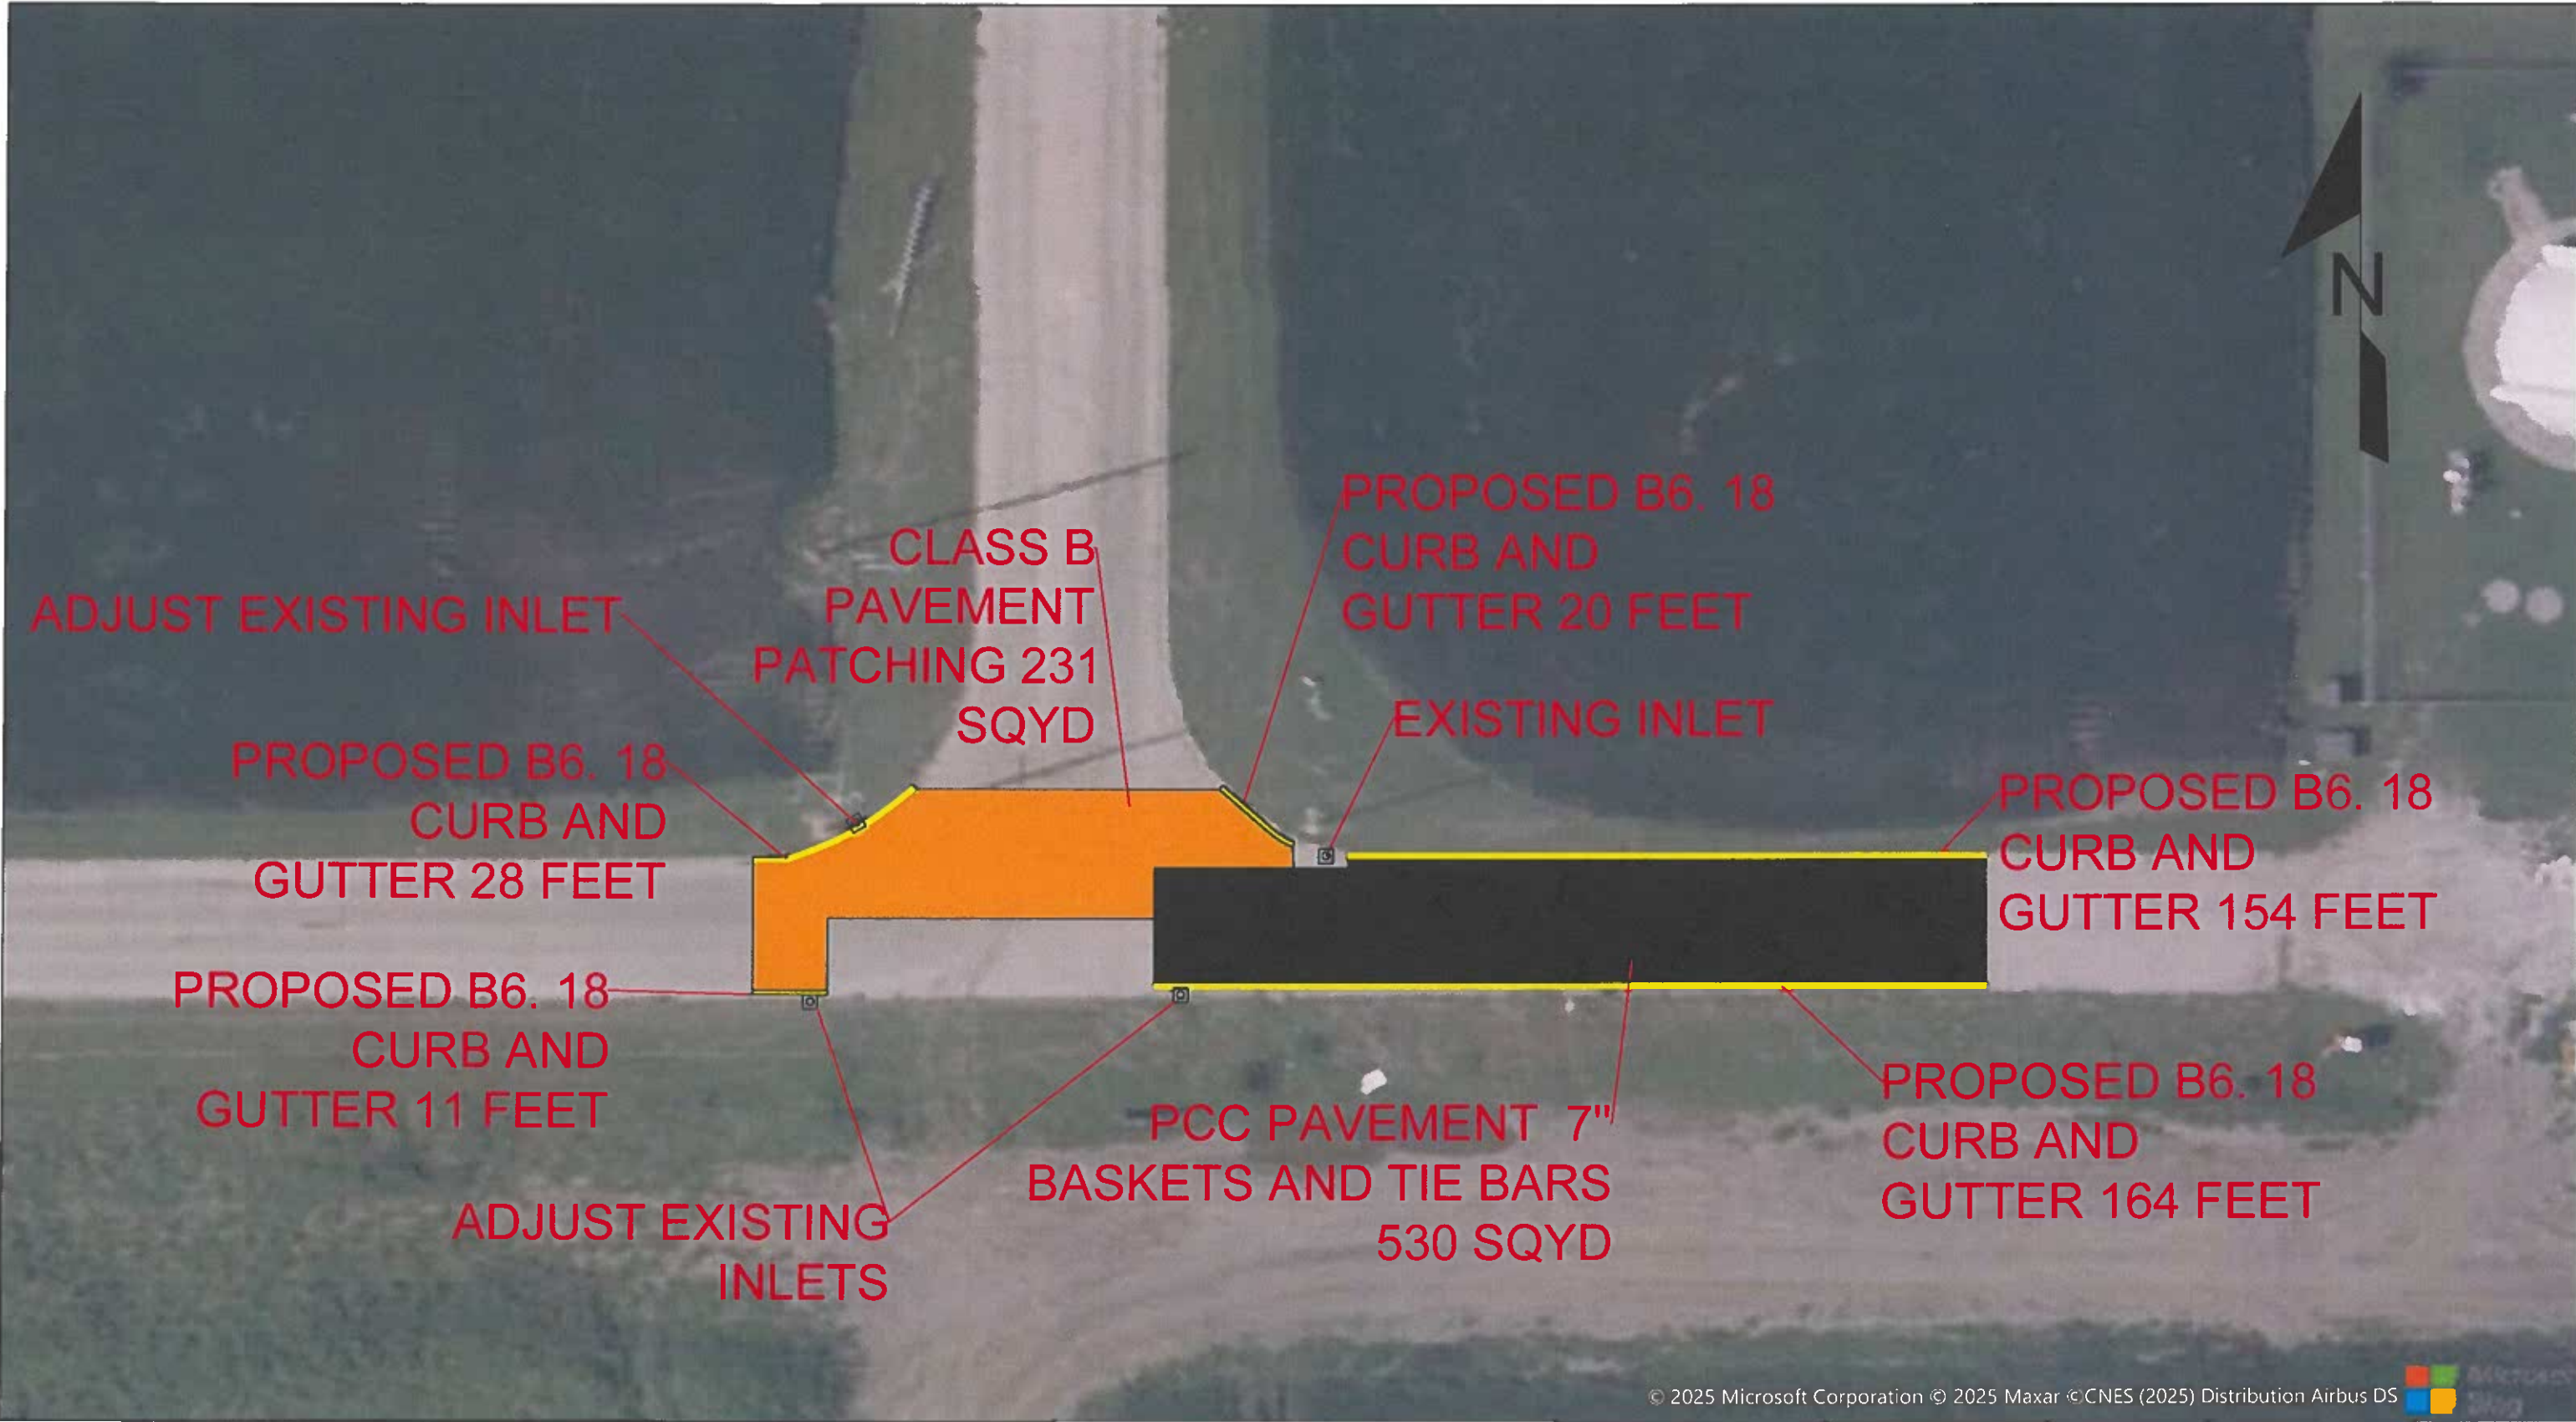 N
PROPOSED B6. 18
CURB AND
GUTTER 20 FEET
CLASS B
PAVEMENT
PATCHING 231
SQYD
ADJUST EXISTING INLET
EXISTING INLET
PROPOSED B6. 18
CURB AND
GUTTER 28 FEET
PROPOSED B6. 18
CURB AND
GUTTER 154 FEET
PROPOSED B6. 18
CURB AND
GUTTER 11 FEET
PROPOSED B6. 18
CURB AND
GUTTER 164 FEET
PCC PAVEMENT 7"
BASKETS AND TIE BARS
530 SQYD
ADJUST EXISTING
INLETS
© 2025 Microsoft Corporation © 2025 Maxar ©CNES (2025) Distribution Airbus DS
Microsoft
Bing